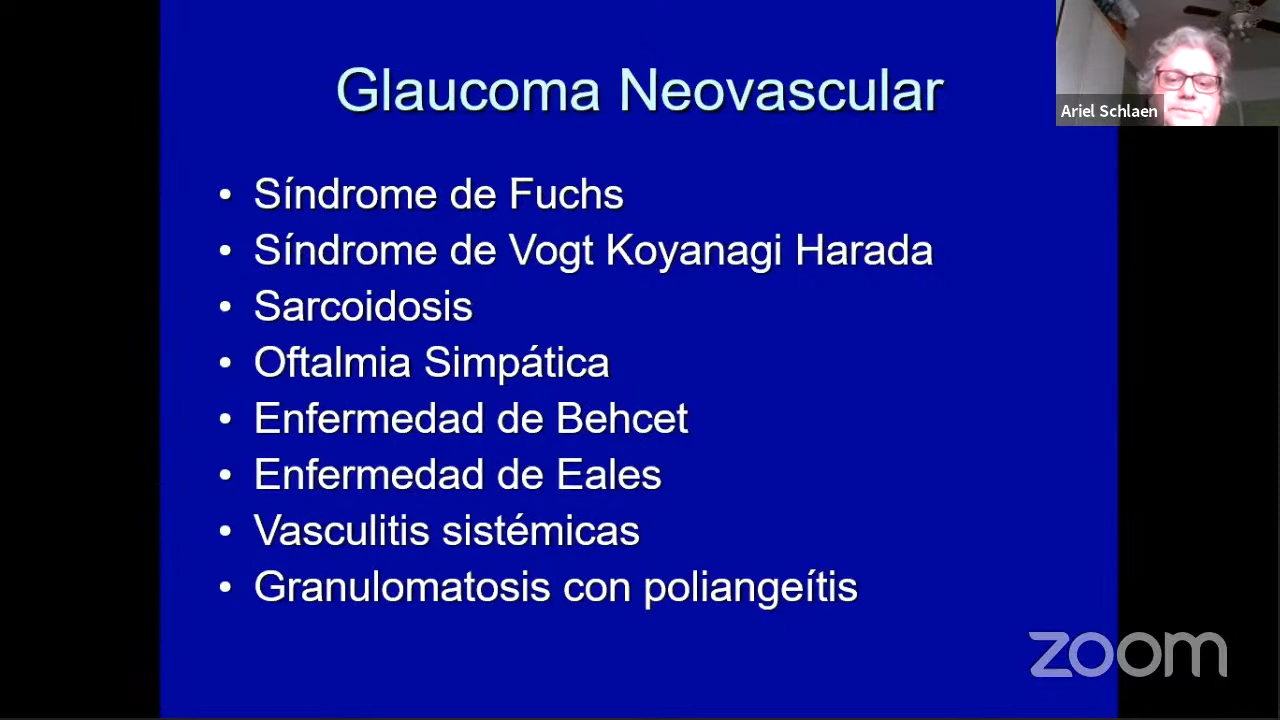 Glaucoma Neovascular
Ariel Schlaen
• Síndrome de Fuchs
• Síndrome de Vogt Koyanagi Harada
• Sarcoidosis
• Oftalmia Simpática
• Enfermedad de Behcet
• Enfermedad de Eales
• Vasculitis sistémicas
• Granulomatosis con poliangeítis
zoom